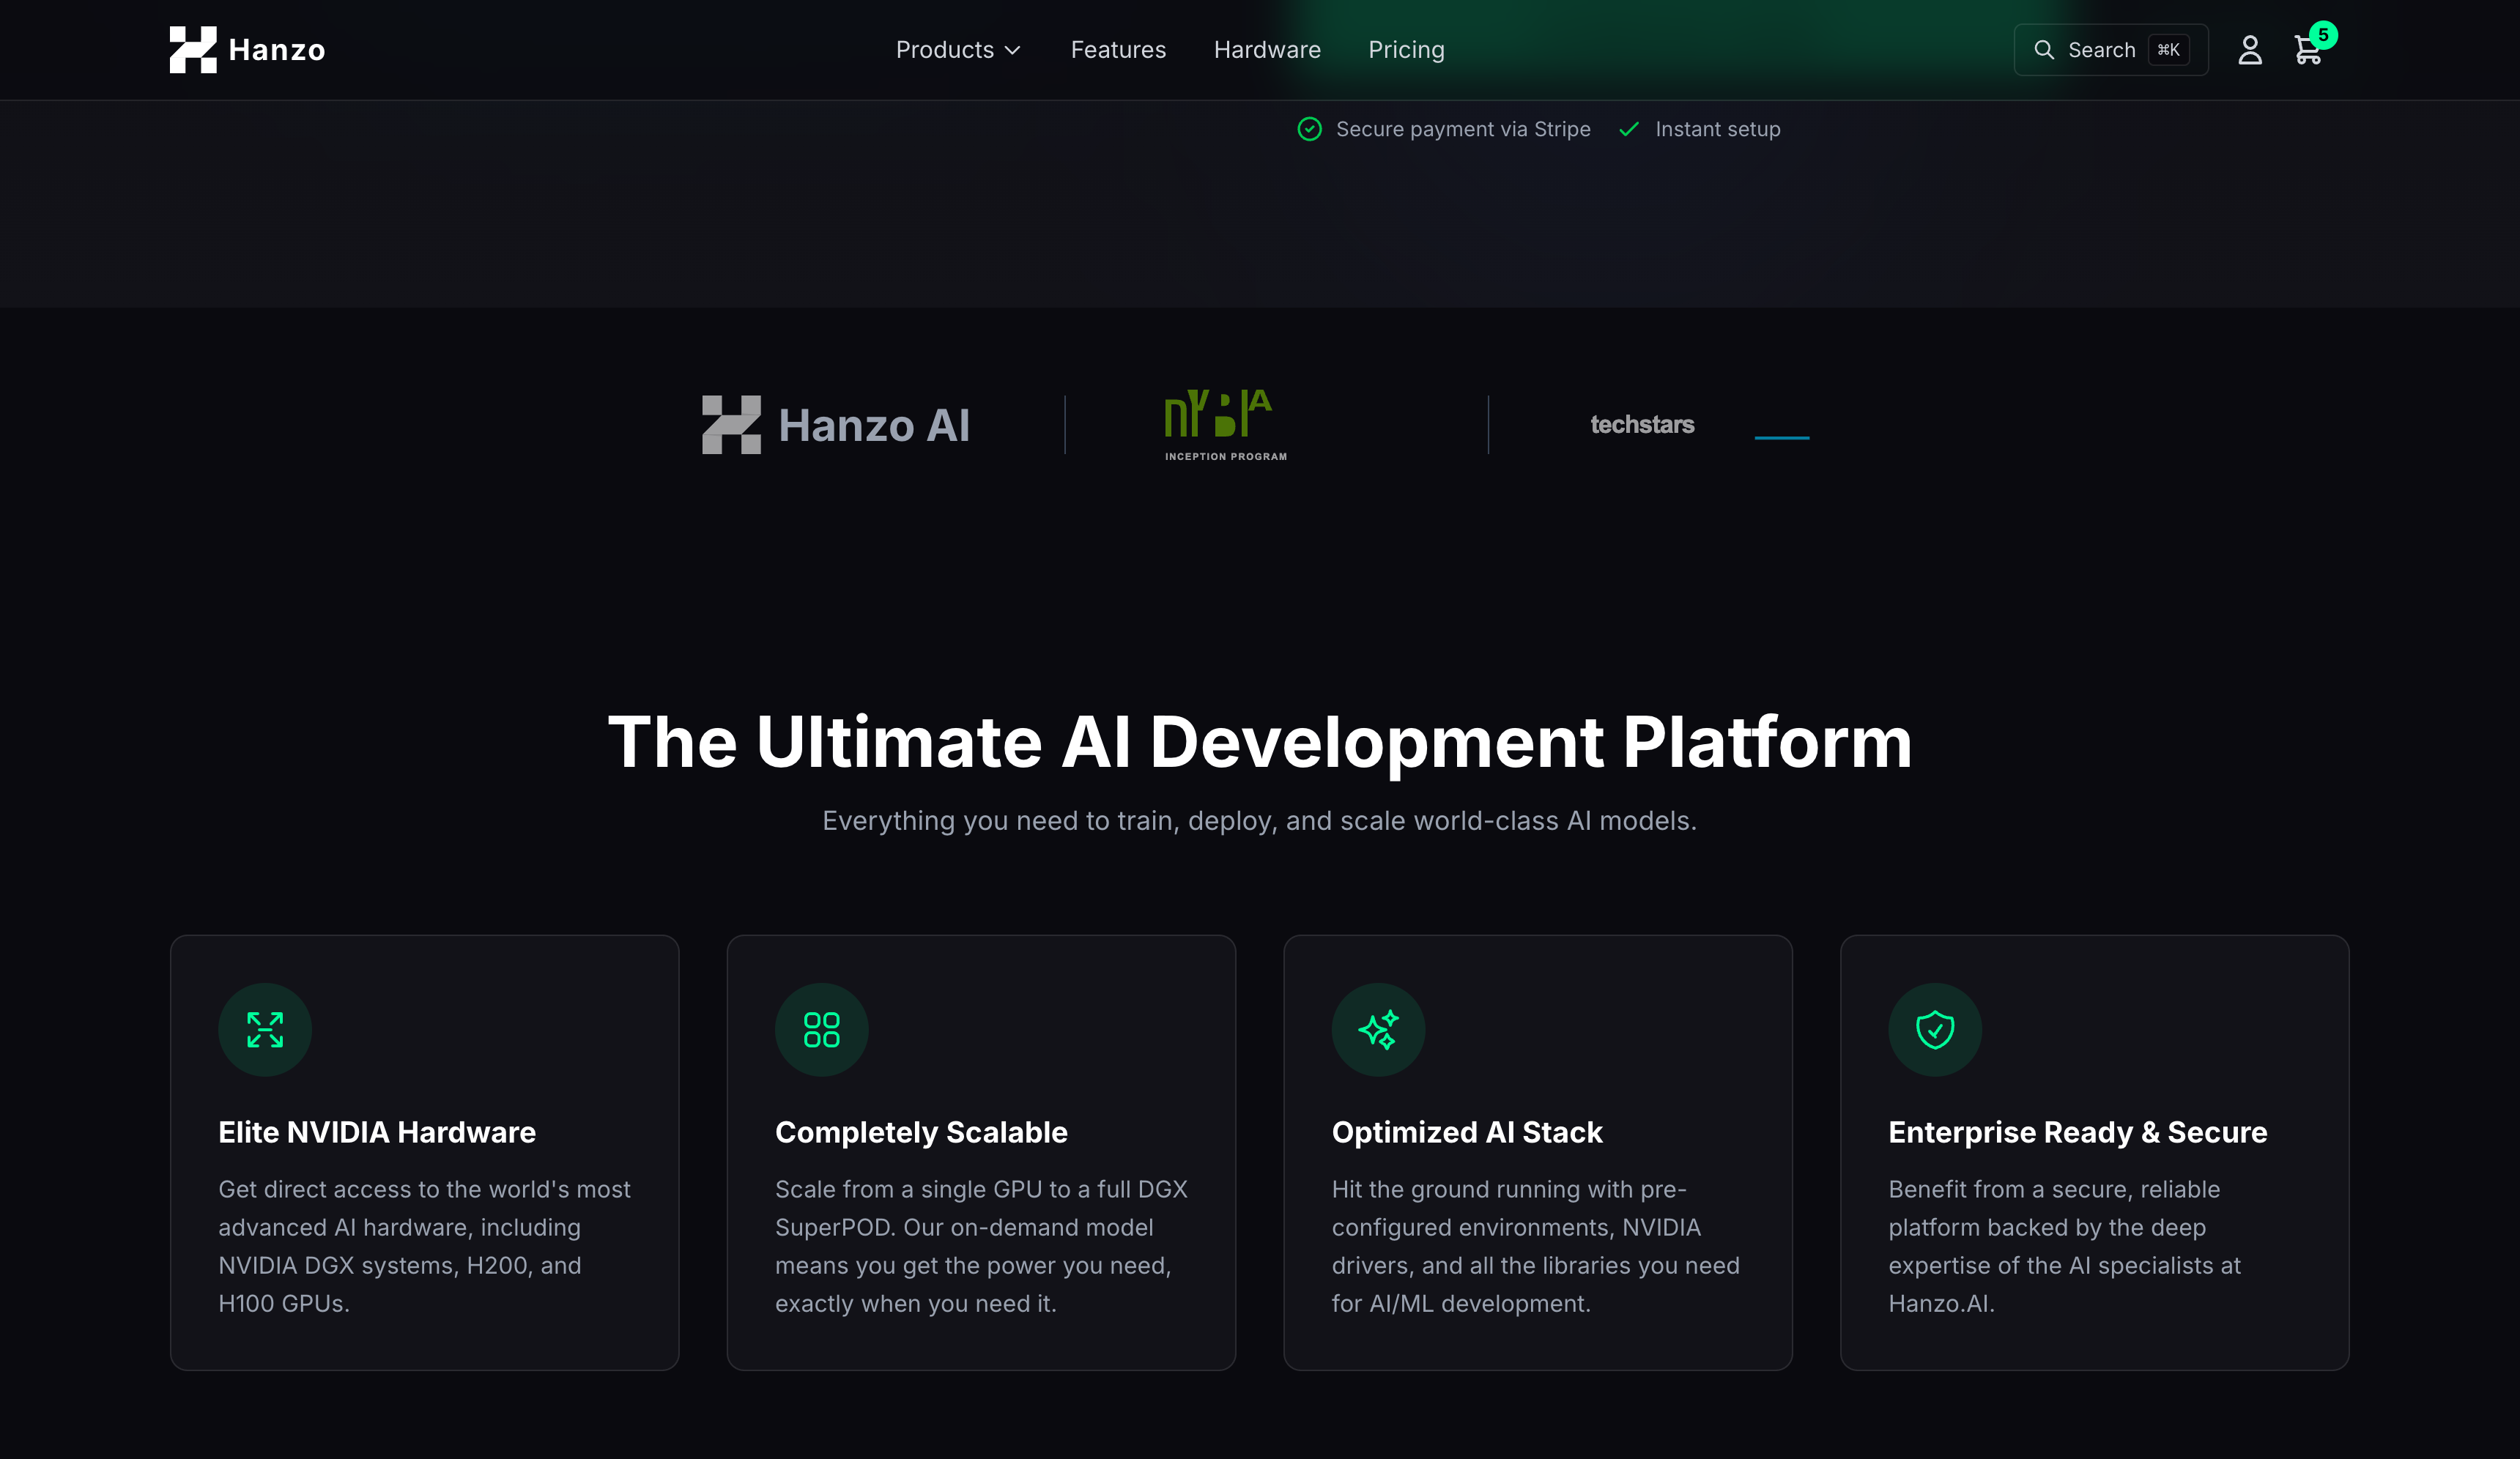 Hanzo
Products
Features
Hardware
Pricing
Search
⌘K
5
Secure payment via Stripe
Instant setup
Hanzo AI
INCEPTION PROGRAM
techstars
The Ultimate AI Development Platform
Everything you need to train, deploy, and scale world-class AI models.
Elite NVIDIA Hardware
Get direct access to the world's most
advanced AI hardware, including
NVIDIA DGX systems, H200, and
H100 GPUs.
Completely Scalable
Scale from a single GPU to a full DGX
SuperPOD. Our on-demand model
means you get the power you need,
exactly when you need it.
Optimized AI Stack
Hit the ground running with pre-
configured environments, NVIDIA
drivers, and all the libraries you need
for AI/ML development.
Enterprise Ready & Secure
Benefit from a secure, reliable
platform backed by the deep
expertise of the AI specialists at
Hanzo.AI.